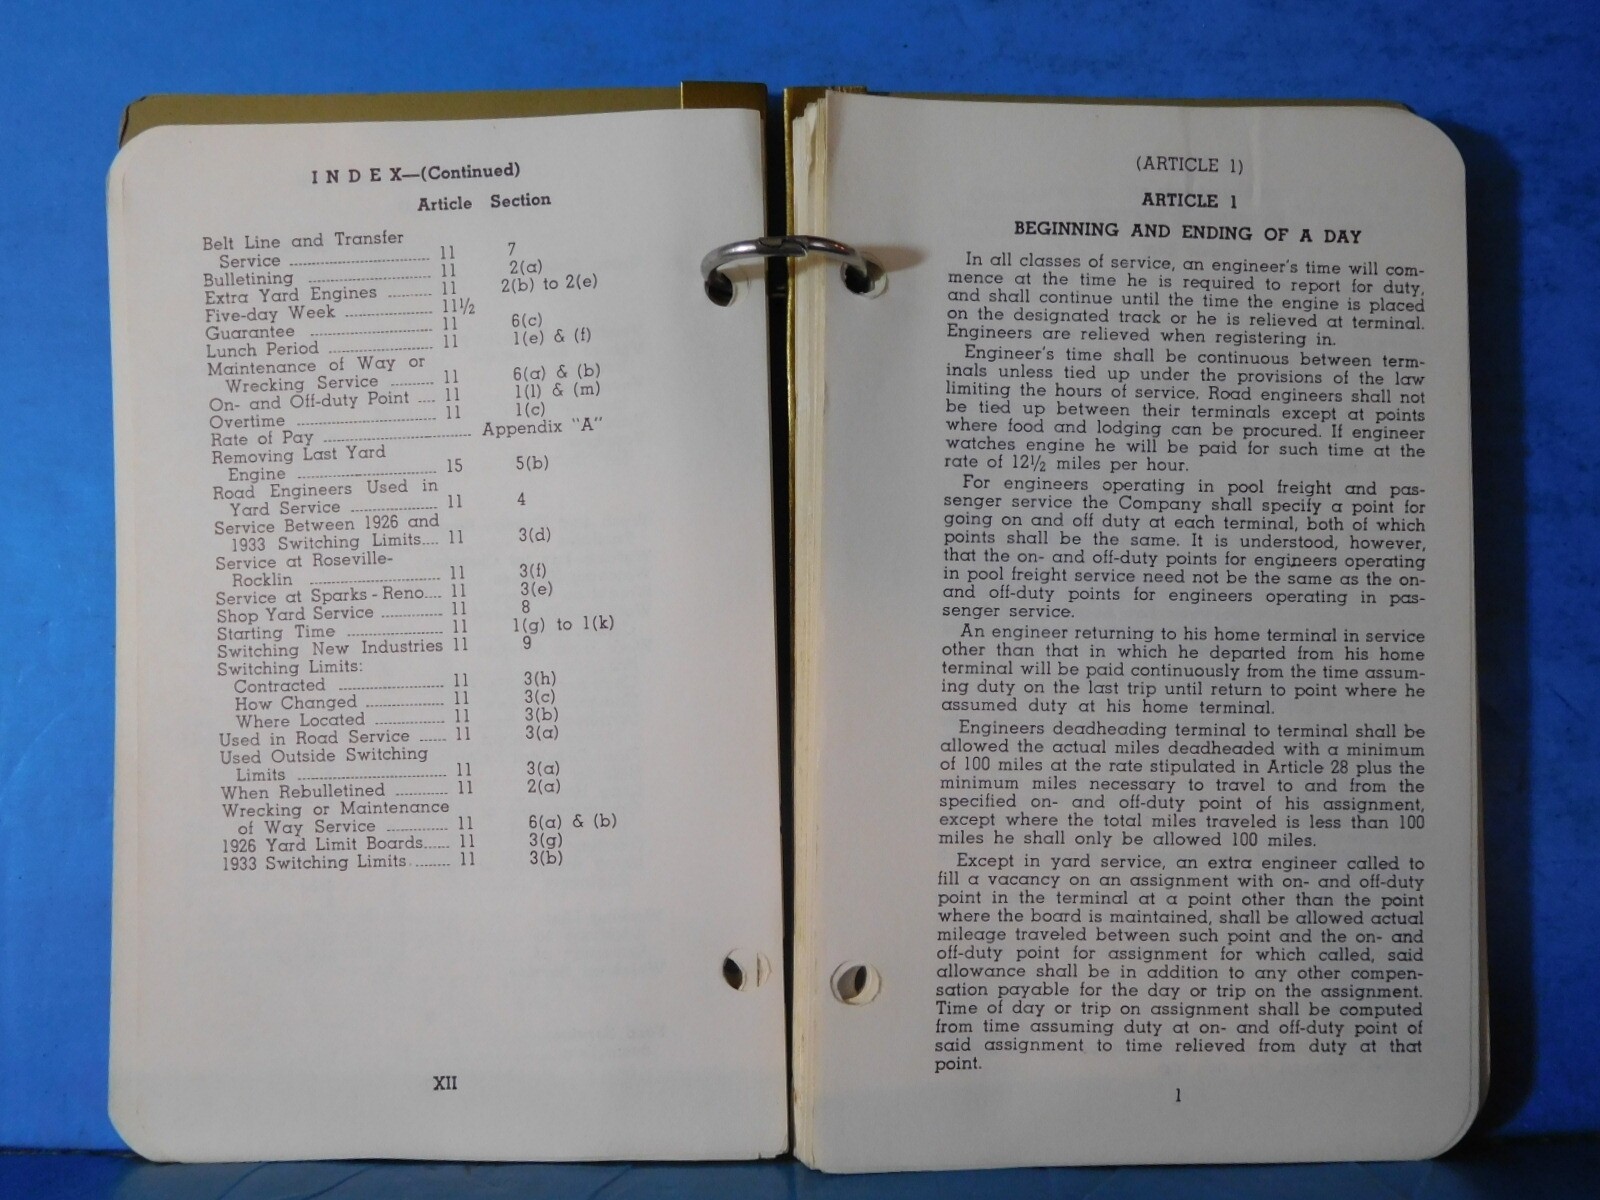 INDEX—(Continued)
Article Section
Belt Line and Transfer
Service 11 7
Bulletining 11 2(a)
Extra Yard Engines 11 2(b) to 2(e)
Five-day Week 11½
Guarantee 11 6(c)
Lunch Period 11 1(e) & (f)
Maintenance of Way or
Wrecking Service 11 6(a) & (b)
On- and Off-duty Point 11 1(l) & (m)
Overtime 11 1(c)
Rate of Pay Appendix "A"
Removing Last Yard
Engine 15 5(b)
Road Engineers Used in
Yard Service 11 4
Service Between 1926 and
1933 Switching Limits.... 11 3(d)
Service at Roseville-
Rocklin 11 3(f)
Service at Sparks-Reno.... 11 3(e)
Shop Yard Service 11 8
Starting Time 11 1(g) to 1(k)
Switching New Industries 11 9
Switching Limits:
Contracted 11 3(h)
How Changed 11 3(c)
Where Located 11 3(b)
Used in Road Service 11 3(a)
Used Outside Switching
Limits 11 3(a)
When Rebulletined 11 2(a)
Wrecking or Maintenance
of Way Service 11 6(a) & (b)
1926 Yard Limit Boards...... 11 3(g)
1933 Switching Limits 11 3(b)
XII
(ARTICLE 1)
ARTICLE 1
BEGINNING AND ENDING OF A DAY
In all classes of service, an engineer's time will com-
mence at the time he is required to report for duty,
and shall continue until the time the engine is placed
on the designated track or he is relieved at terminal.
Engineers are relieved when registering in.
Engineer's time shall be continuous between term-
inals unless tied up under the provisions of the law
limiting the hours of service. Road engineers shall not
be tied up between their terminals except at points
where food and lodging can be procured. If engineer
watches engine he will be paid for such time at the
rate of 12½ miles per hour.
For engineers operating in pool freight and pas-
senger service the Company shall specify a point for
going on and off duty at each terminal, both of which
points shall be the same. It is understood, however,
that the on- and off-duty points for engineers operating
in pool freight service need not be the same as the on-
and off-duty points for engineers operating in pas-
senger service.
An engineer returning to his home terminal in service
other than that in which he departed from his home
terminal will be paid continuously from the time assum-
ing duty on the last trip until return to point where he
assumed duty at his home terminal.
Engineers deadheading terminal to terminal shall be
allowed the actual miles deadheaded with a minimum
of 100 miles at the rate stipulated in Article 28 plus the
minimum miles necessary to travel to and from the
specified on- and off-duty point of his assignment,
except where the total miles traveled is less than 100
miles he shall only be allowed 100 miles.
Except in yard service, an extra engineer called to
fill a vacancy on an assignment with on- and off-duty
point in the terminal at a point other than the point
where the board is maintained, shall be allowed actual
mileage traveled between such point and the on- and
off-duty point for assignment for which called, said
allowance shall be in addition to any other compen-
sation payable for the day or trip on the assignment.
Time of day or trip on assignment shall be computed
from time assuming duty at on- and off-duty point of
said assignment to time relieved from duty at that
point.
1